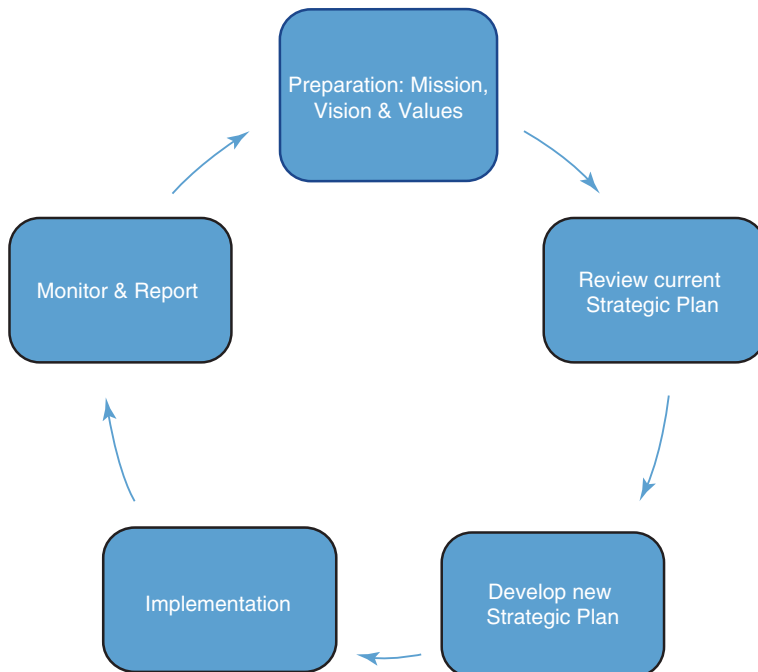 Preparation: Mission,
Vision & Values
Review current
Strategic Plan
Develop new
Strategic Plan
Implementation
Monitor & Report